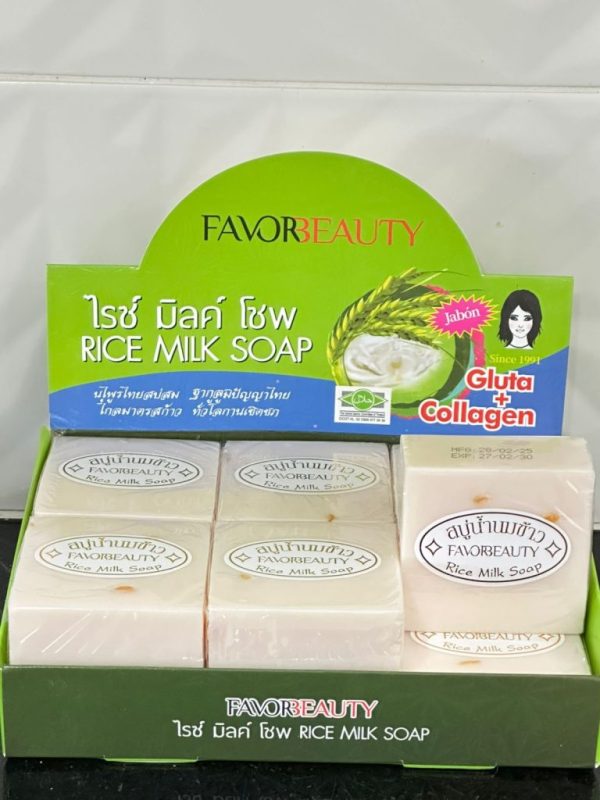 FAVORBEAUTY
ไรซ์ มิลค์ โซพ
RICE MILK SOAP
Jabón
Since 1991
Gluta
+
Collagen
MFG:28/02/25
EXP:27/02/30
สบู่น้ำนมข้าว
FAVORBEAUTY
Rice Milk Soap
สบู่น้ำนมข้าว
FAVORBEAUTY
Rice Milk Soap
สบู่น้ำนมข้าว
FAVORBEAUTY
Rice Milk Soap
สบู่น้ำนมข้าว
FAVORBEAUTY
Rice Milk Soap
สบู่น้ำนมข้าว
FAVORBEAUTY
Rice Milk Soap
FAVORBEAUTY
Rice Milk Soap
FAVORBEAUTY
ไรซ์ มิลค์ โซพ RICE MILK SOAP